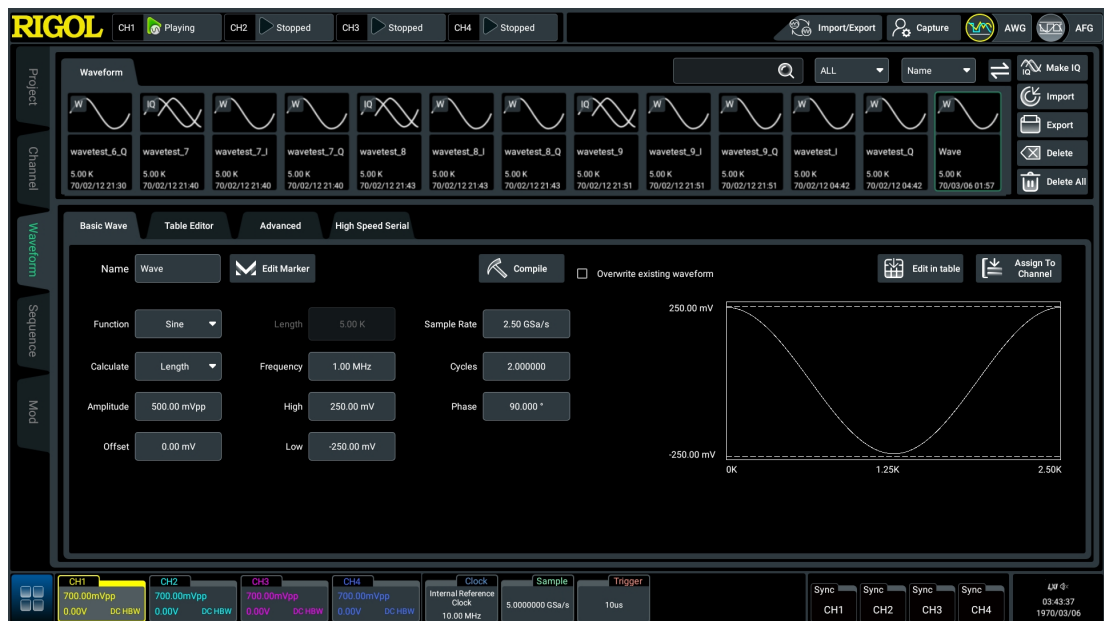 RIGOL CH1 Playing CH2 Stopped CH3 Stopped CH4 Stopped Import/Export Capture AWG AFG
Project
Channel
Waveform
Sequence
Mod
Waveform ALL Name Make IQ
Import
Export
Delete
Delete All
W IQ W W IQ W W IQ W W W W W
wavetest_6_Q wavetest_7 wavetest_7_I wavetest_7_Q wavetest_8 wavetest_8_I wavetest_8_Q wavetest_9 wavetest_9_I wavetest_9_Q wavetest_I wavetest_Q Wave
5.00 K 5.00 K 5.00 K 5.00 K 5.00 K 5.00 K 5.00 K 5.00 K 5.00 K 5.00 K 5.00 K 5.00 K 5.00 K
70/02/12 21:30 70/02/12 21:40 70/02/12 21:40 70/02/12 21:40 70/02/12 21:43 70/02/12 21:43 70/02/12 21:43 70/02/12 21:51 70/02/12 21:51 70/02/12 21:51 70/02/12 04:42 70/02/12 04:42 70/03/06 01:57
Basic Wave Table Editor Advanced High Speed Serial
Name Wave Edit Marker Compile Overwrite existing waveform Edit in table Assign To
Channel
Function Sine Length 5.00 K Sample Rate 2.50 GSa/s
Calculate Length Frequency 1.00 MHz Cycles 2.000000
Amplitude 500.00 mVpp High 250.00 mV Phase 90.000 °
Offset 0.00 mV Low -250.00 mV
250.00 mV
-250.00 mV
0K 1.25K 2.50K
CH1 CH2 CH3 CH4 Clock Sample Trigger
700.00mVpp 700.00mVpp 700.00mVpp 700.00mVpp Internal Reference
Clock
10.00 MHz
0.00V DC HBW 0.00V DC HBW 0.00V DC HBW 0.00V DC HBW
5.0000000 GSa/s 10us
Sync Sync Sync Sync
CH1 CH2 CH3 CH4
LXI
03:43:37
1970/03/06